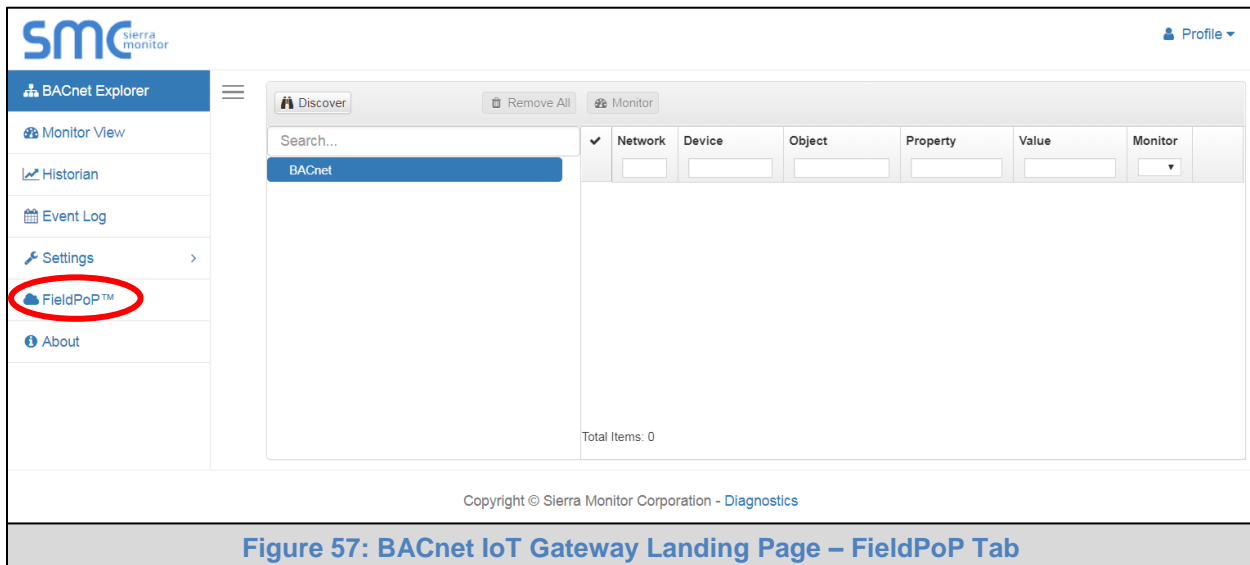 SMC sierra monitor
Profile
BACnet Explorer
Monitor View
Historian
Event Log
Settings
FieldPoP™
About
Discover
Remove All
Monitor
Search...
BACnet
Network Device Object Property Value Monitor
Total Items: 0
Copyright © Sierra Monitor Corporation - Diagnostics
Figure 57: BACnet IoT Gateway Landing Page – FieldPoP Tab